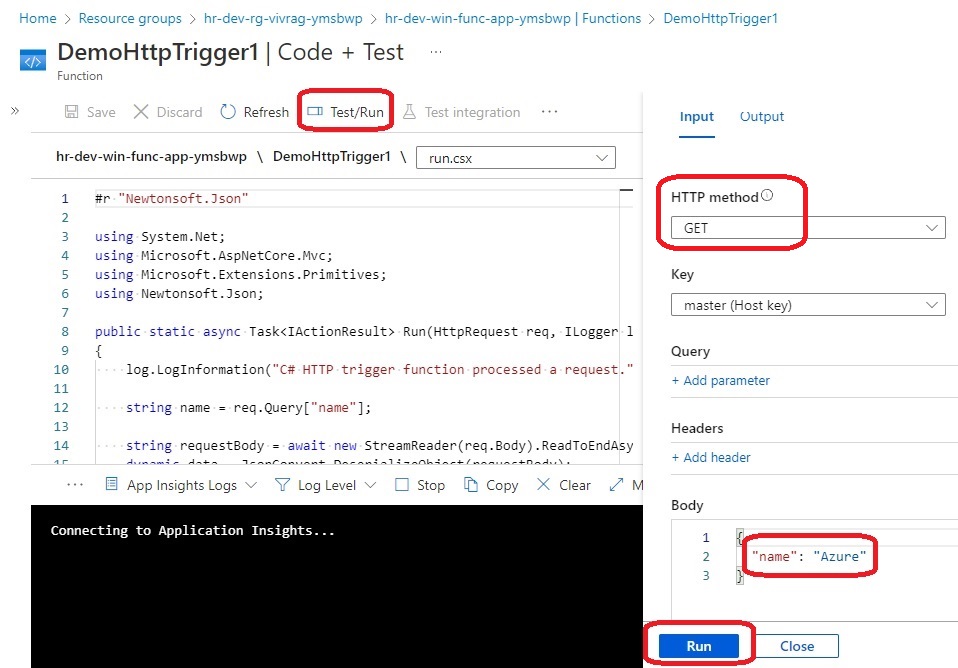 Home > Resource groups > hr-dev-rg-vivrag-ymsbwp > hr-dev-win-func-app-ymsbwp | Functions > DemoHttpTrigger1
</>
DemoHttpTrigger1 | Code + Test ...
Function
» Save Discard Refresh Test/Run Test integration ...
hr-dev-win-func-app-ymsbwp \ DemoHttpTrigger1 \ run.csx
1 #r "Newtonsoft.Json"
2
3 using System.Net;
4 using Microsoft.AspNetCore.Mvc;
5 using Microsoft.Extensions.Primitives;
6 using Newtonsoft.Json;
7
8 public static async Task<IActionResult> Run(HttpRequest req, ILogger l
9 {
10 log.LogInformation("C# HTTP trigger function processed a request."
11
12 string name = req.Query["name"];
13
14 string requestBody = await new StreamReader(req.Body).ReadToEndAsy
15 dynamic data = JsonConvert.DeserializeObject(requestBody);
... App Insights Logs Log Level Stop Copy Clear M
Connecting to Application Insights...
Input Output
HTTP method
GET
Key
master (Host key)
Query
+ Add parameter
Headers
+ Add header
Body
1 {
2 "name": "Azure"
3 }
Run Close